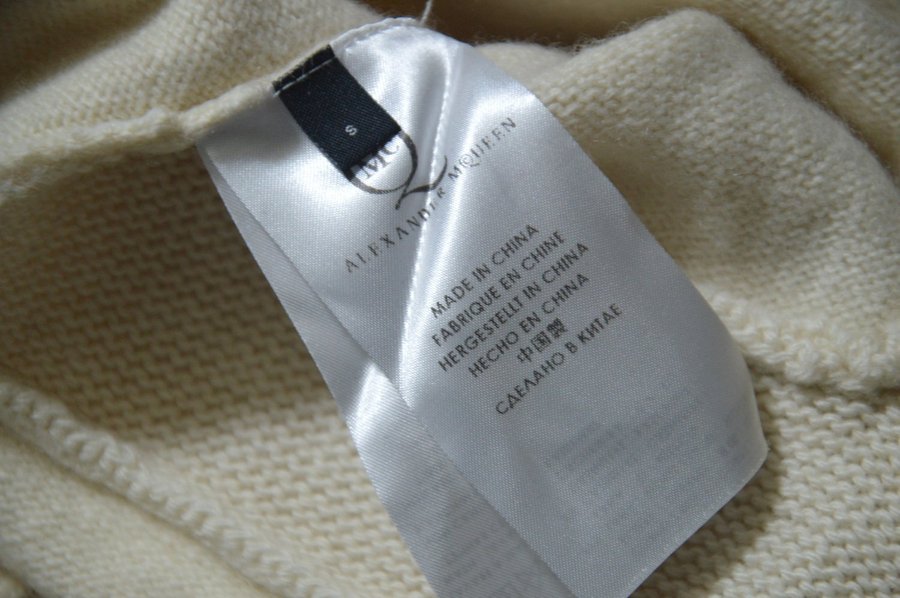 S
MC
Q
ALEXANDER MCQUEEN
MADE IN CHINA
FABRIQUE EN CHINE
HERGESTELLT IN CHINA
HECHO EN CHINA
中国製
СДЕЛАНО В КИТАЕ